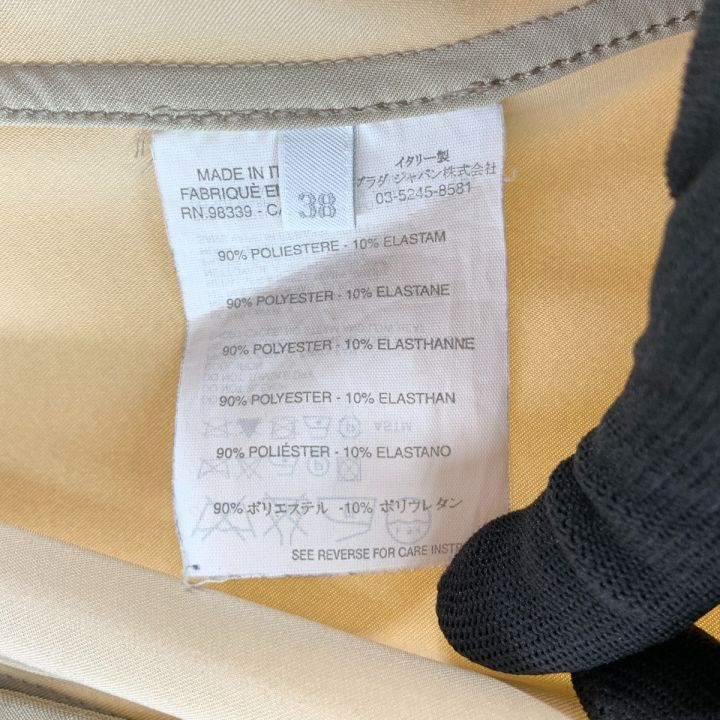 MADE IN IT
FABRIQUÈ E
RN.98339 - CA
38
イタリー製
プラダ ジャパン株式会社
03-5245-8581
90% POLIESTERE - 10% ELASTAM
90% POLYESTER - 10% ELASTANE
90% POLYESTER - 10% ELASTHANNE
90% POLYESTER - 10% ELASTHAN
90% POLIÉSTER - 10% ELASTANO
90% ポリエステル -10% ポリウレタン
SEE REVERSE FOR CARE INST